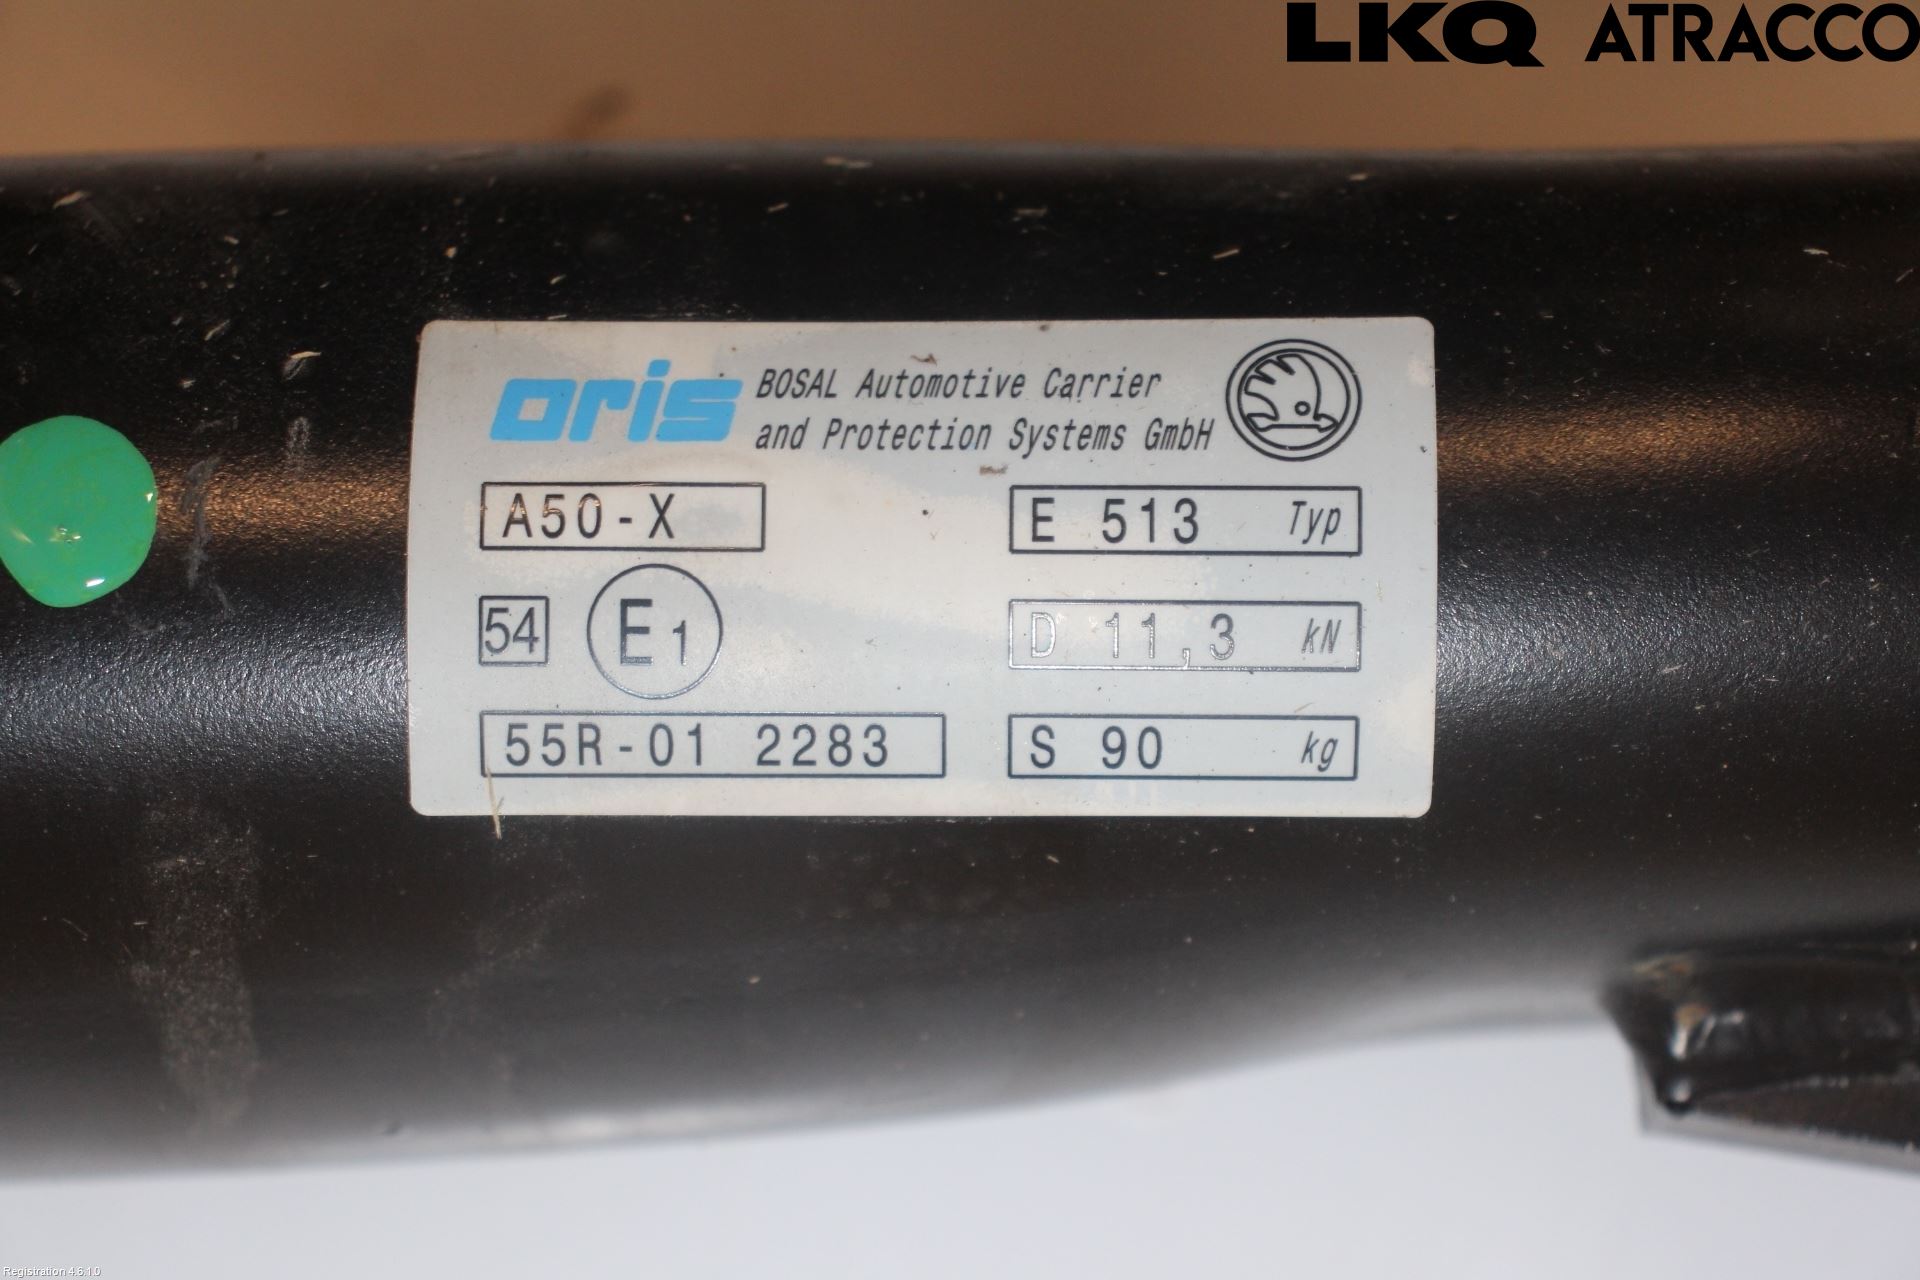 LKQ ATRACCO
oris BOSAL Automotive Carrier
and Protection Systems GmbH
A50-X
E 513 Typ
54 E1
D 11,3 kN
55R-01 2283
S 90 kg
Registration 4.6.1.0